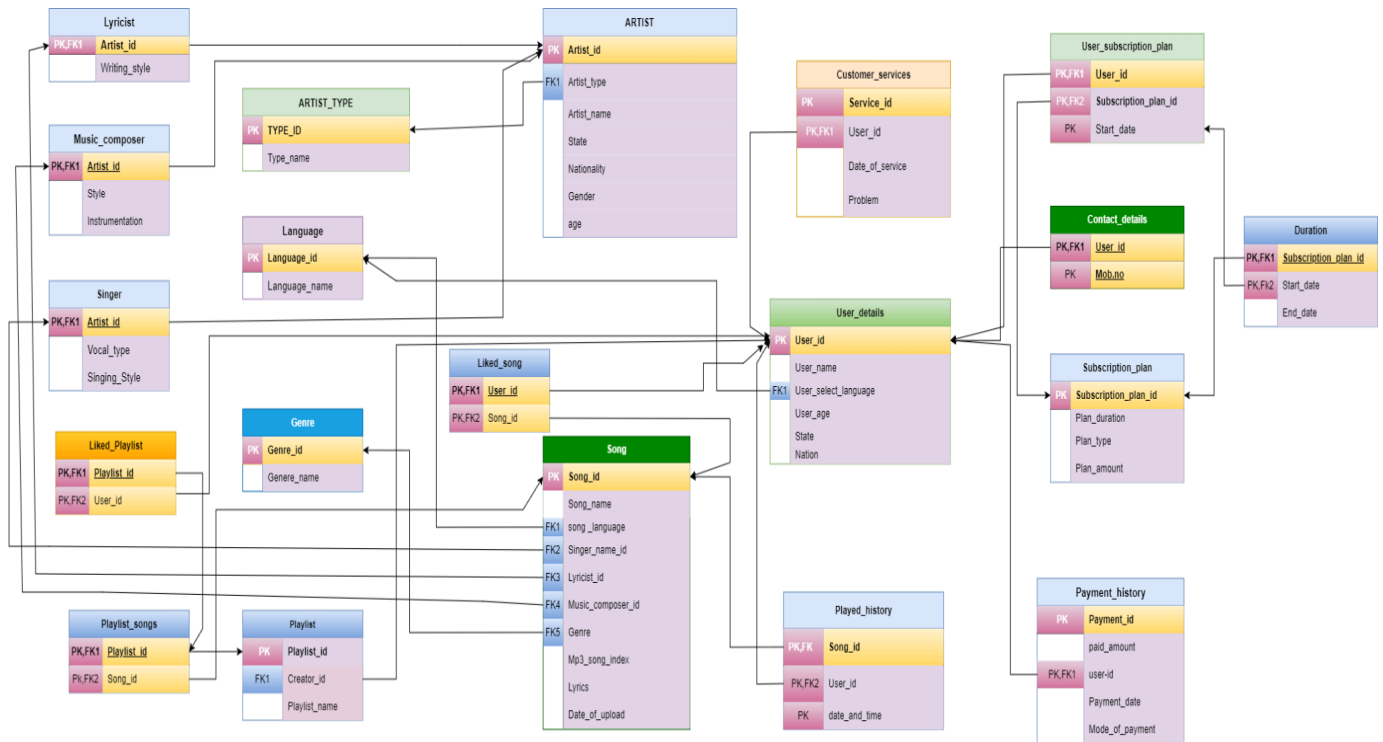 Lyricist
PK,FK1 Artist_id
Writing_style
ARTIST
PK Artist_id
FK1 Artist_type
Artist_name
State
Nationality
Gender
age
User_subscription_plan
PK,FK1 User_id
PK,FK2 Subscription_plan_id
PK Start_date
Customer_services
PK Service_id
PK,FK1 User_id
Date_of_service
Problem
ARTIST_TYPE
PK TYPE_ID
Type_name
Music_composer
PK,FK1 Artist_id
Style
Instrumentation
Language
PK Language_id
Language_name
Contact_details
PK,FK1 User_id
PK Mob.no
Duration
PK,FK1 Subscription_plan_id
PK,Fk2 Start_date
End_date
Singer
PK,FK1 Artist_id
Vocal_type
Singing_Style
User_details
PK User_id
User_name
FK1 User_select_language
User_age
State
Nation
Liked_song
PK,FK1 User_id
PK,FK2 Song_id
Subscription_plan
PK Subscription_plan_id
Plan_duration
Plan_type
Plan_amount
Genre
PK Genre_id
Genere_name
Liked_Playlist
PK,FK1 Playlist_id
PK,FK2 User_id
Song
PK Song_id
Song_name
FK1 song _language
FK2 Singer_name_id
FK3 Lyricist_id
FK4 Music_composer_id
FK5 Genre
Mp3_song_index
Lyrics
Date_of_upload
Playlist_songs
PK,FK1 Playlist_id
Pk,FK2 Song_id
Playlist
PK Playlist_id
FK1 Creator_id
Playlist_name
Played_history
PK,FK Song_id
PK,FK2 User_id
PK date_and_time
Payment_history
PK Payment_id
paid_amount
PK,FK1 user-id
Payment_date
Mode_of_payment